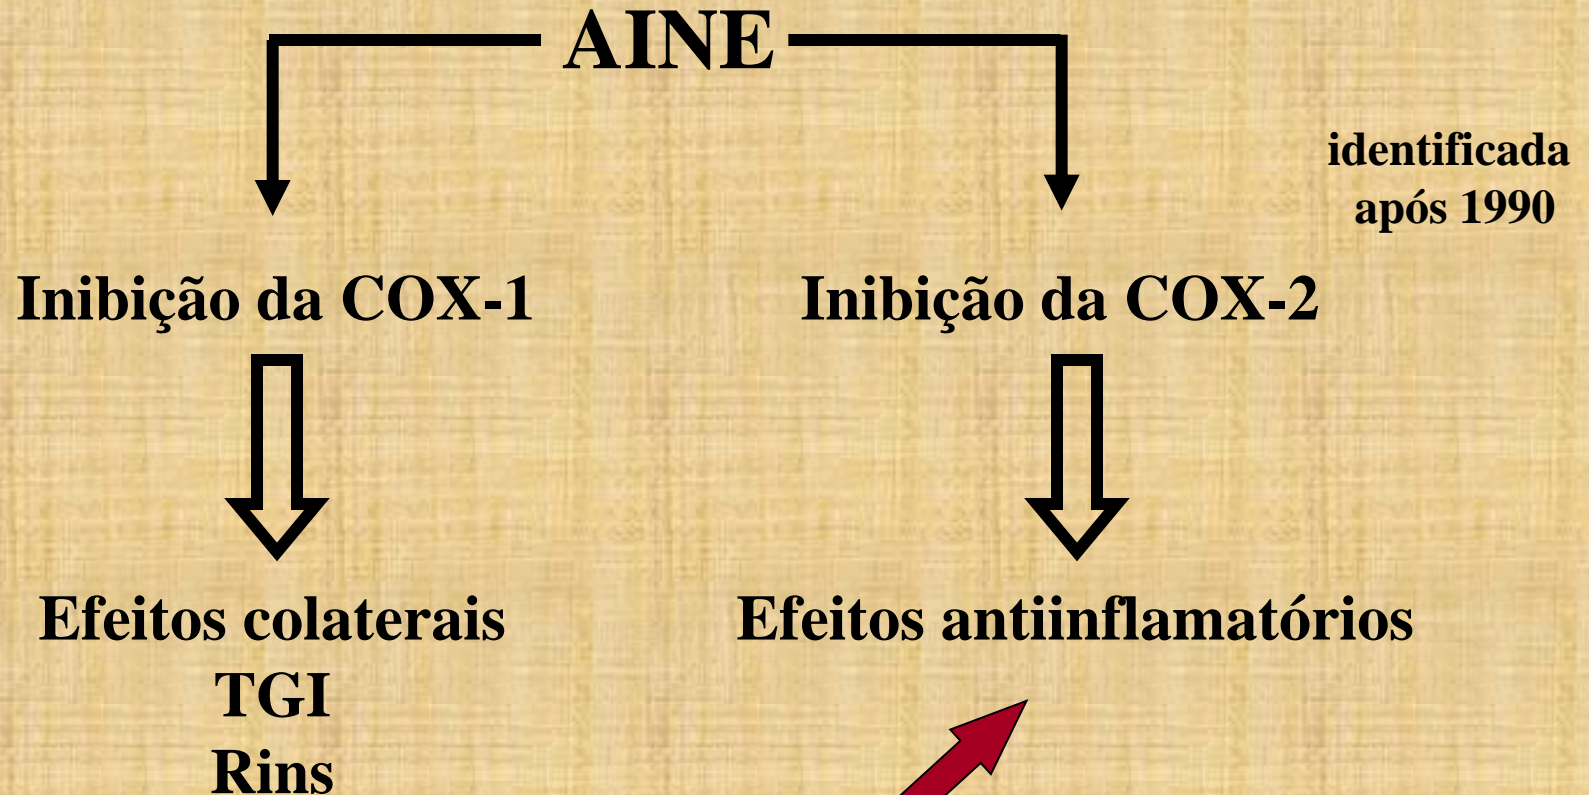 AINE
identificada
após 1990
Inibição da COX-1
Inibição da COX-2
Efeitos colaterais
TGI
Rins
Efeitos antiinflamatórios